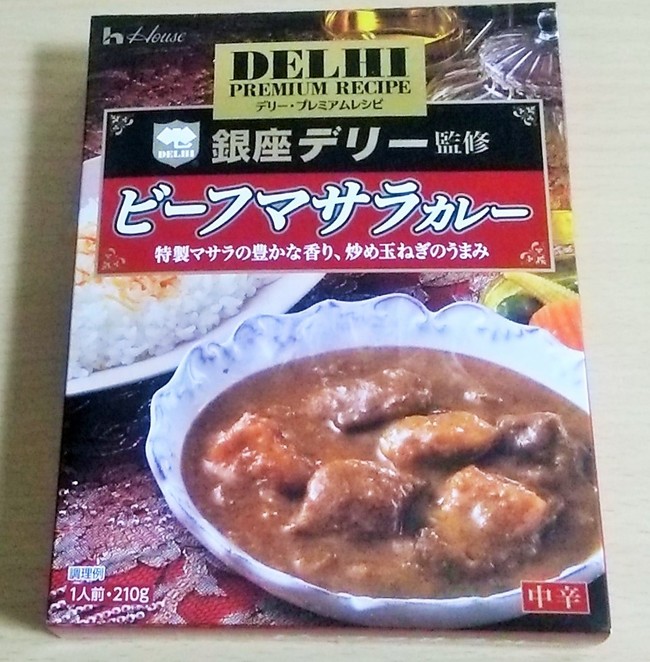 House
DELHI
PREMIUM RECIPE
デリー・プレミアムレシピ
DELHI
銀座デリー監修
ビーフマサラカレー
特製マサラの豊かな香り、炒め玉ねぎのうまみ
調理例
1人前・210g
中辛